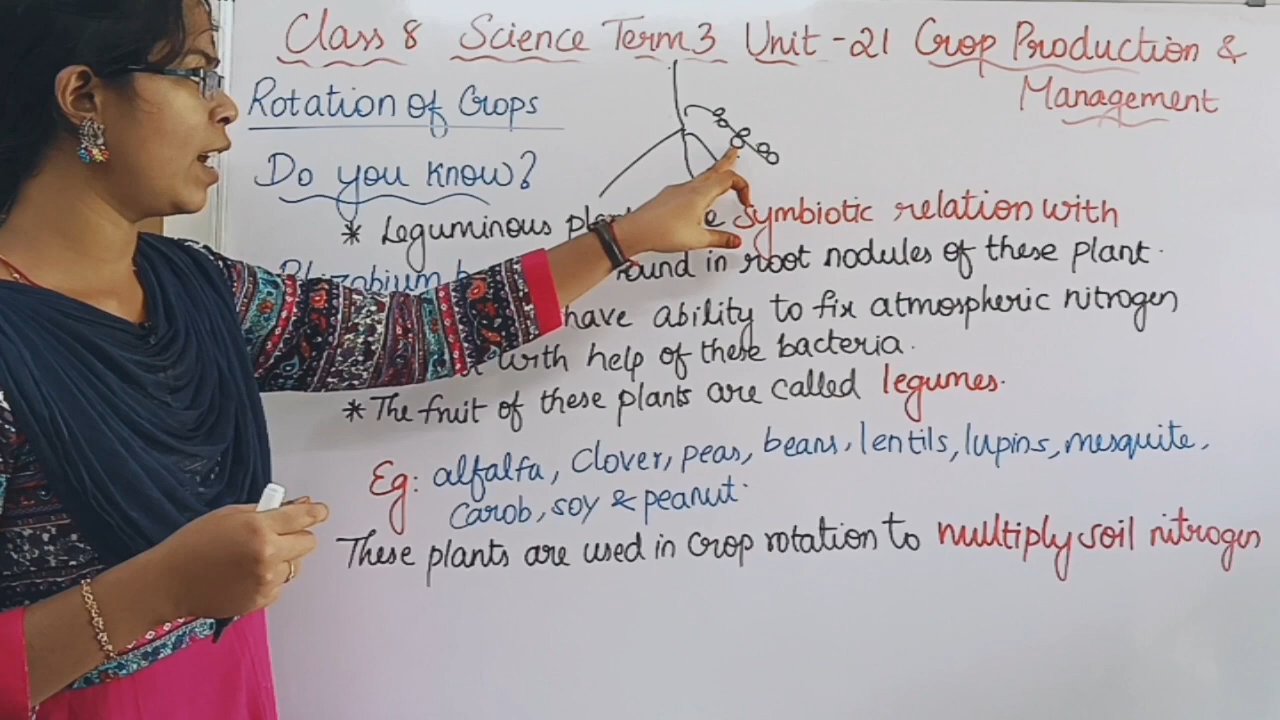 Class 8 Science Term 3 Unit - 21 Crop Production &
Management
Rotation of Crops
Do you know?
* Leguminous symbiotic relation with
Rhizobium found in root nodules of these plant.
have ability to fix atmospheric nitrogen
with help of these bacteria.
* The fruit of these plants are called legumes.
Eg: alfalfa, Clover, peas, beans, lentils, lupins, mesquite,
Carob, soy & peanut.
These plants are used in crop rotation to multiply soil nitrogen